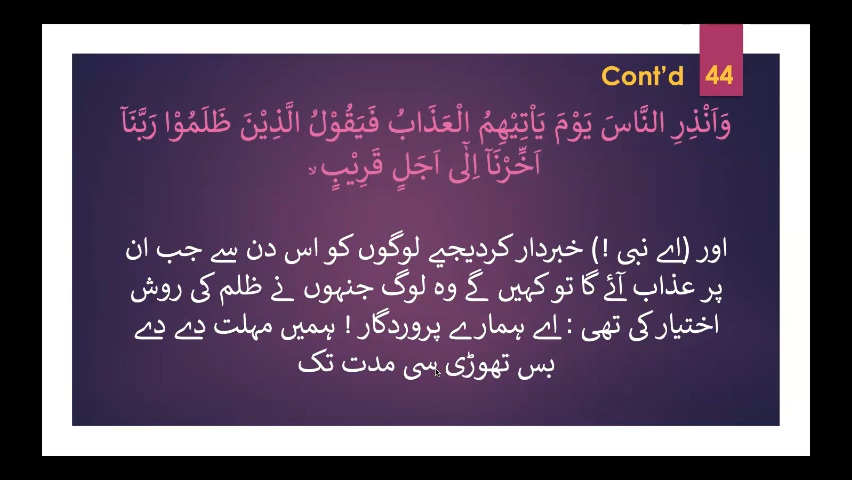 Cont’d 44
وَاَنْذِرِ النَّاسَ يَوْمَ يَاْتِيْهِمُ الْعَذَابُ فَيَقُوْلُ الَّذِيْنَ ظَلَمُوْا رَبَّنَآ
اَخِّرْنَآ اِلٰٓى اَجَلٍ قَرِيْبٍۙ
اور (اے نبی !) خبردار کردیجیے لوگوں کو اس دن سے جب ان
پر عذاب آئے گا تو کہیں گے وہ لوگ جنہوں نے ظلم کی روش
اختیار کی تھی : اے ہمارے پروردگار ! ہمیں مہلت دے دے
بس تھوڑی سی مدت تک